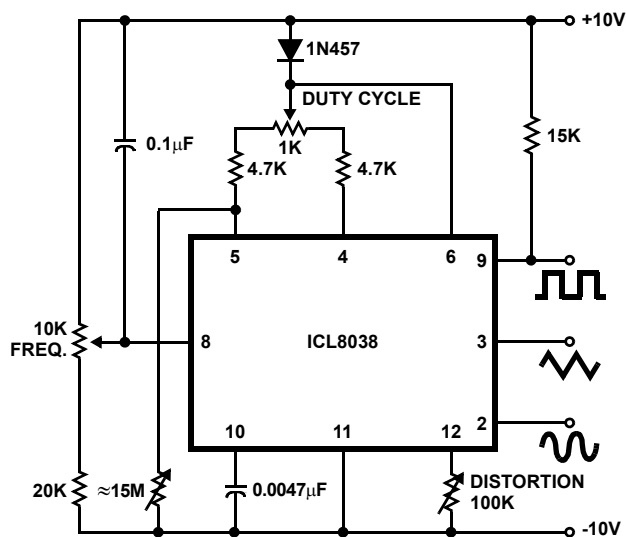 +10V
1N457
DUTY CYCLE
0.1µF
1K
15K
4.7K
4.7K
5
4
6
9
10K
FREQ.
8
ICL8038
3
2
10
11
12
20K
≈15M
0.0047µF
DISTORTION
100K
-10V